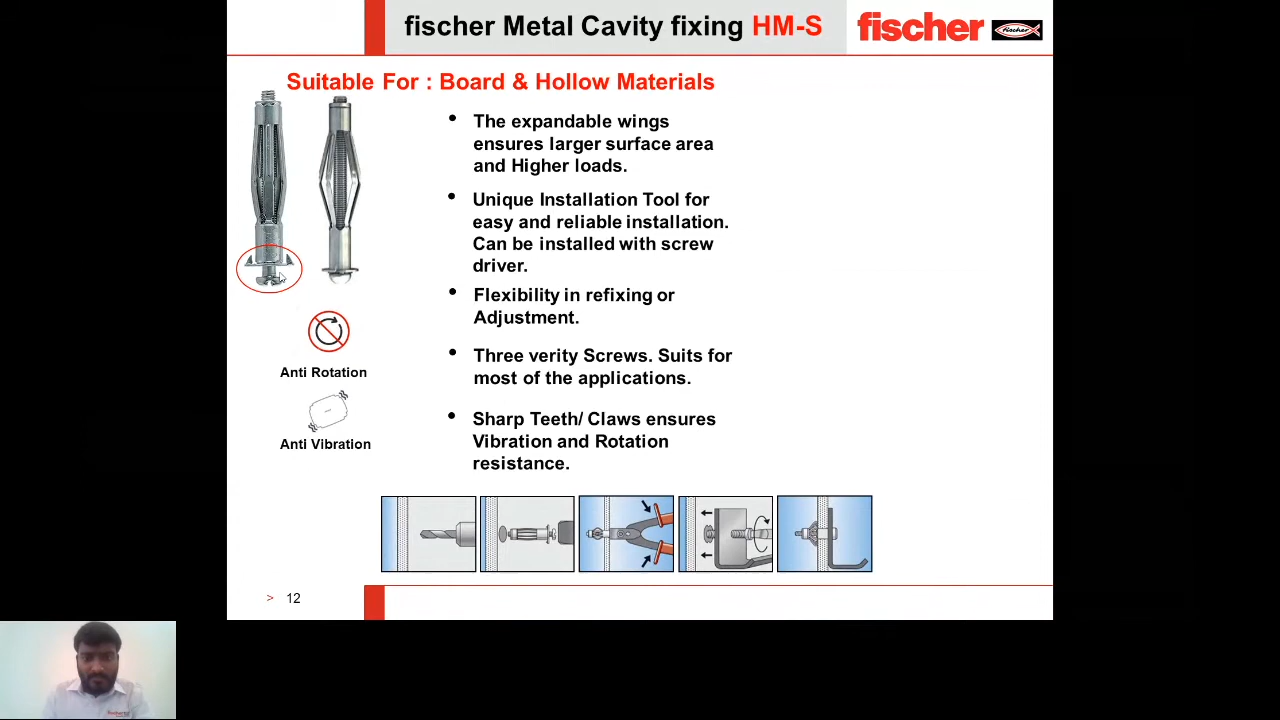 fischer Metal Cavity fixing HM-S
fischer
fischer
Suitable For : Board & Hollow Materials
• The expandable wings
ensures larger surface area
and Higher loads.
• Unique Installation Tool for
easy and reliable installation.
Can be installed with screw
driver.
• Flexibility in refixing or
Adjustment.
• Three verity Screws. Suits for
most of the applications.
• Sharp Teeth/ Claws ensures
Vibration and Rotation
resistance.
Anti Rotation
Anti Vibration
> 12
fischer